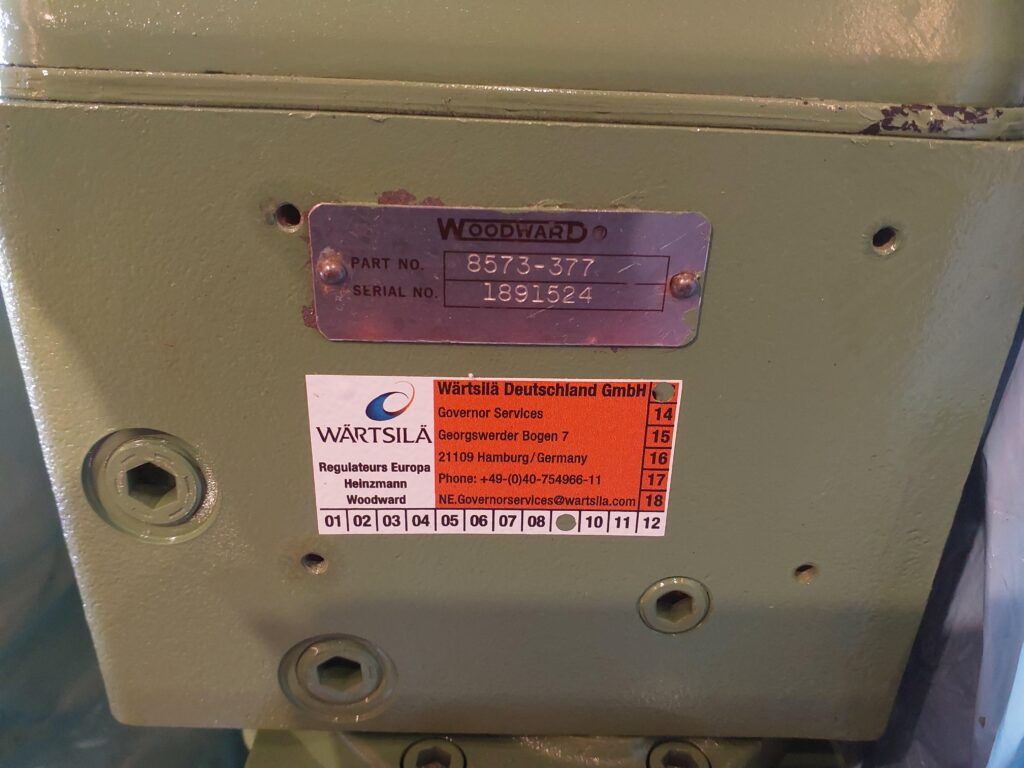 WOODWARD
PART NO. 8573-377
SERIAL NO. 1891524
WÄRTSILÄ
Regulateurs Europa
Heinzmann
Woodward
Wärtsilä Deutschland GmbH
Governor Services
Georgswerder Bogen 7
21109 Hamburg/Germany
Phone: +49-(0)40-754966-11
NE.Governorservices@wartsila.com
14
15
16
17
18
01 02 03 04 05 06 07 08 10 11 12